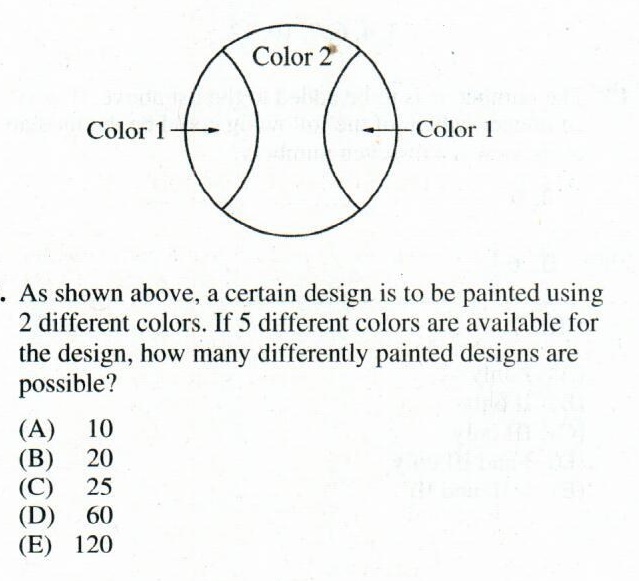 Color 2
Color 1 Color 1
. As shown above, a certain design is to be painted using
2 different colors. If 5 different colors are available for
the design, how many differently painted designs are
possible?
(A) 10
(B) 20
(C) 25
(D) 60
(E) 120